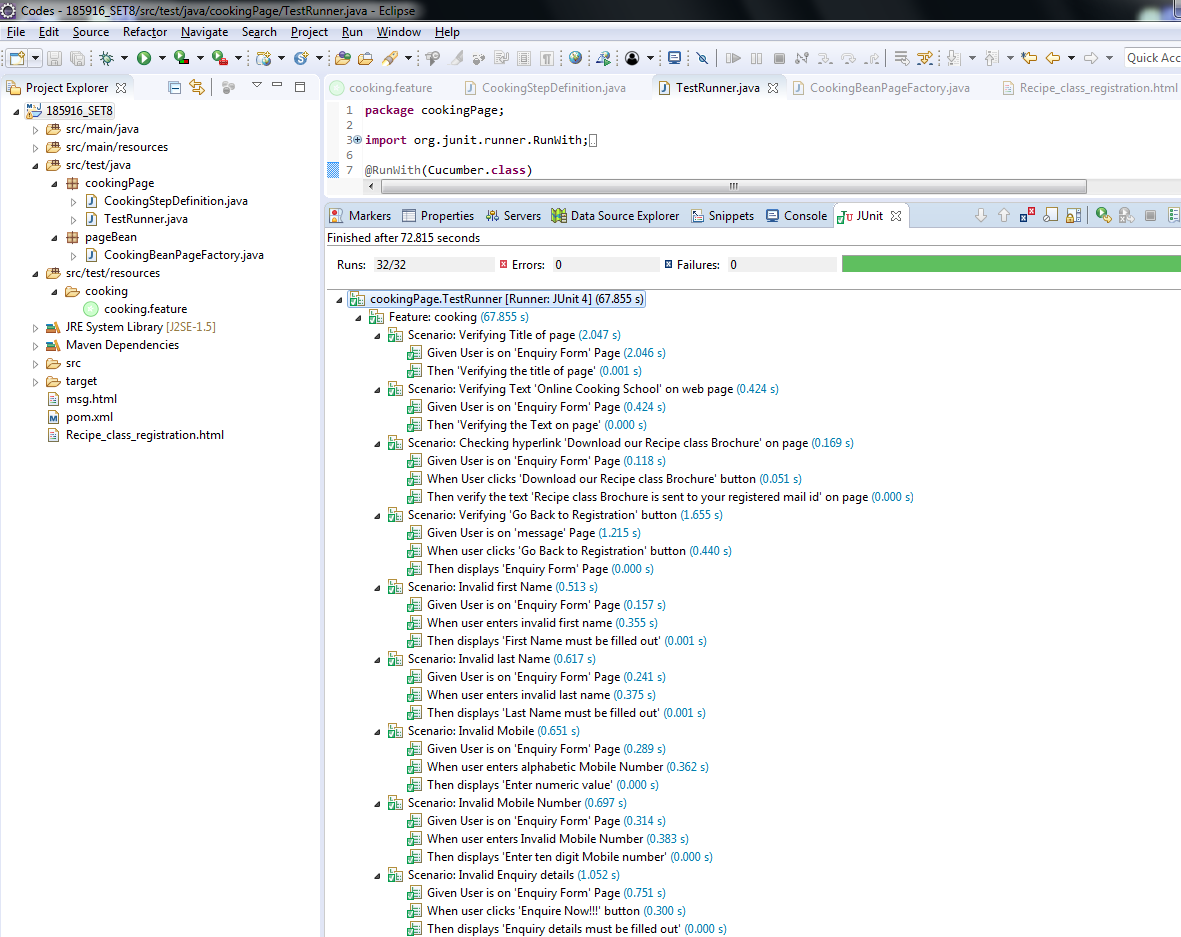 Codes - 185916_SET8/src/test/java/cookingPage/TestRunner.java - Eclipse
File Edit Source Refactor Navigate Search Project Run Window Help
Quick Acc
Project Explorer
185916_SET8
src/main/java
src/main/resources
src/test/java
cookingPage
CookingStepDefinition.java
TestRunner.java
pageBean
CookingBeanPageFactory.java
src/test/resources
cooking
cooking.feature
JRE System Library [J2SE-1.5]
Maven Dependencies
src
target
msg.html
pom.xml
Recipe_class_registration.html
cooking.feature CookingStepDefinition.java TestRunner.java CookingBeanPageFactory.java Recipe_class_registration.html
1 package cookingPage;
2
3 import org.junit.runner.RunWith;
6
7 @RunWith(Cucumber.class)
Markers Properties Servers Data Source Explorer Snippets Console JUnit
Finished after 72.815 seconds
Runs: 32/32 Errors: 0 Failures: 0
cookingPage.TestRunner [Runner: JUnit 4] (67.855 s)
Feature: cooking (67.855 s)
Scenario: Verifying Title of page (2.047 s)
Given User is on 'Enquiry Form' Page (2.046 s)
Then 'Verifying the title of page' (0.001 s)
Scenario: Verifying Text 'Online Cooking School' on web page (0.424 s)
Given User is on 'Enquiry Form' Page (0.424 s)
Then 'Verifying the Text on page' (0.000 s)
Scenario: Checking hyperlink 'Download our Recipe class Brochure' on page (0.169 s)
Given User is on 'Enquiry Form' Page (0.118 s)
When User clicks 'Download our Recipe class Brochure' button (0.051 s)
Then verify the text 'Recipe class Brochure is sent to your registered mail id' on page (0.000 s)
Scenario: Verifying 'Go Back to Registration' button (1.655 s)
Given User is on 'message' Page (1.215 s)
When user clicks 'Go Back to Registration' button (0.440 s)
Then displays 'Enquiry Form' Page (0.000 s)
Scenario: Invalid first Name (0.513 s)
Given User is on 'Enquiry Form' Page (0.157 s)
When user enters invalid first name (0.355 s)
Then displays 'First Name must be filled out' (0.001 s)
Scenario: Invalid last Name (0.617 s)
Given User is on 'Enquiry Form' Page (0.241 s)
When user enters invalid last name (0.375 s)
Then displays 'Last Name must be filled out' (0.001 s)
Scenario: Invalid Mobile (0.651 s)
Given User is on 'Enquiry Form' Page (0.289 s)
When user enters alphabetic Mobile Number (0.362 s)
Then displays 'Enter numeric value' (0.000 s)
Scenario: Invalid Mobile Number (0.697 s)
Given User is on 'Enquiry Form' Page (0.314 s)
When user enters Invalid Mobile Number (0.383 s)
Then displays 'Enter ten digit Mobile number' (0.000 s)
Scenario: Invalid Enquiry details (1.052 s)
Given User is on 'Enquiry Form' Page (0.751 s)
When user clicks 'Enquire Now!!!' button (0.300 s)
Then displays 'Enquiry details must be filled out' (0.000 s)